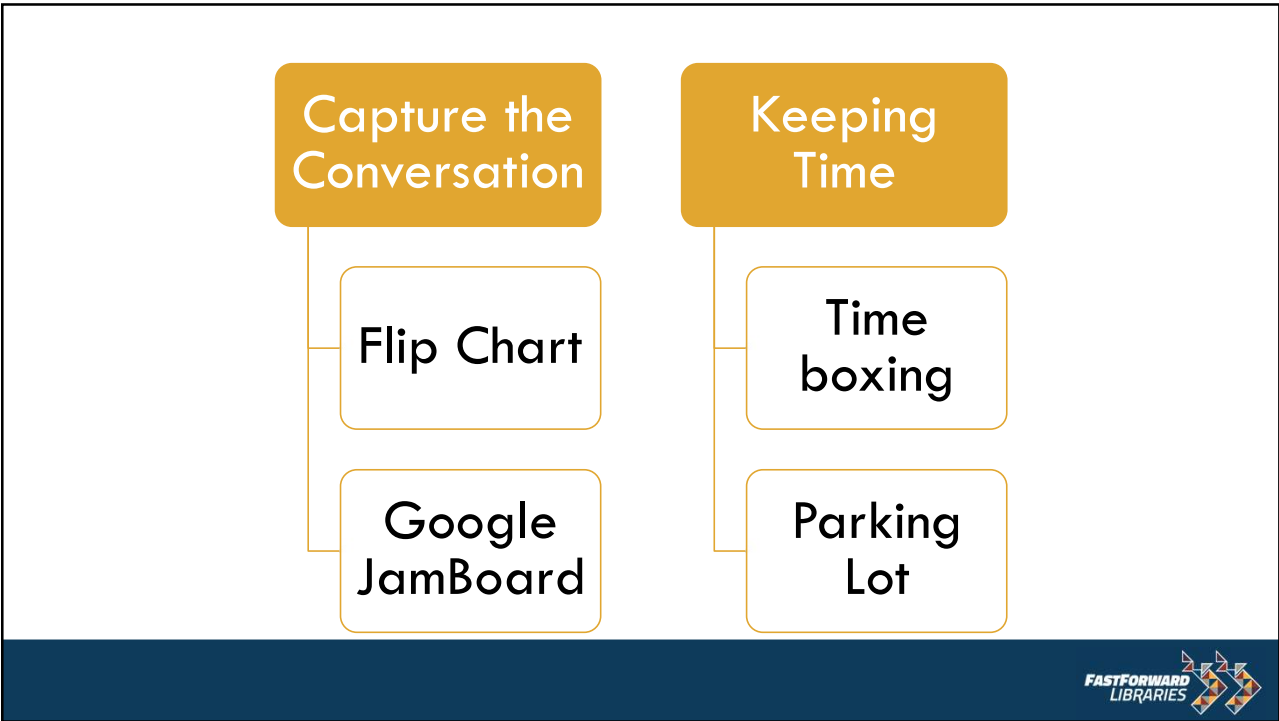 Capture the
Conversation
Flip Chart
Google
JamBoard
Keeping
Time
Time
boxing
Parking
Lot
FASTFORWARD
LIBRARIES